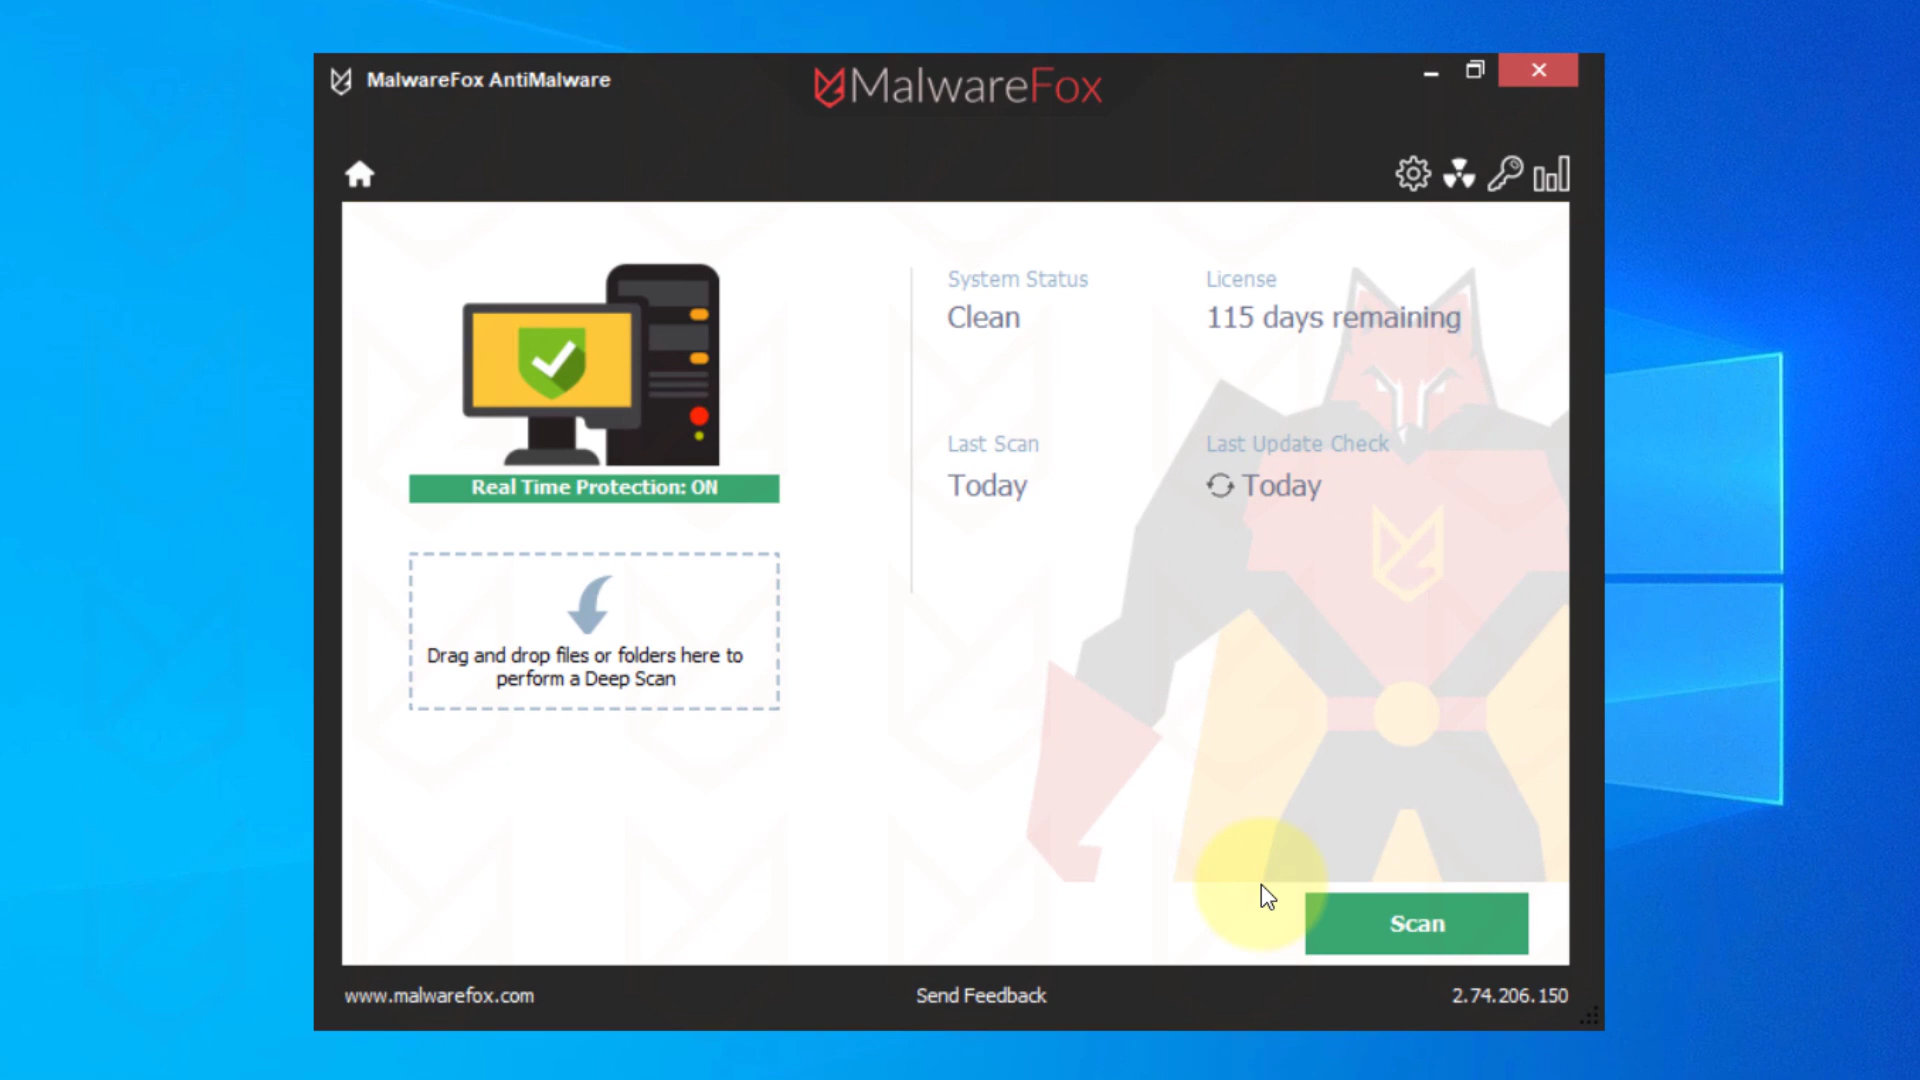 MalwareFox AntiMalware
MalwareFox
System Status
License
Clean
115 days remaining
Last Scan
Last Update Check
Today
Today
Real Time Protection: ON
Drag and drop files or folders here to
perform a Deep Scan
Scan
www.malwarefox.com
Send Feedback
2.74.206.150